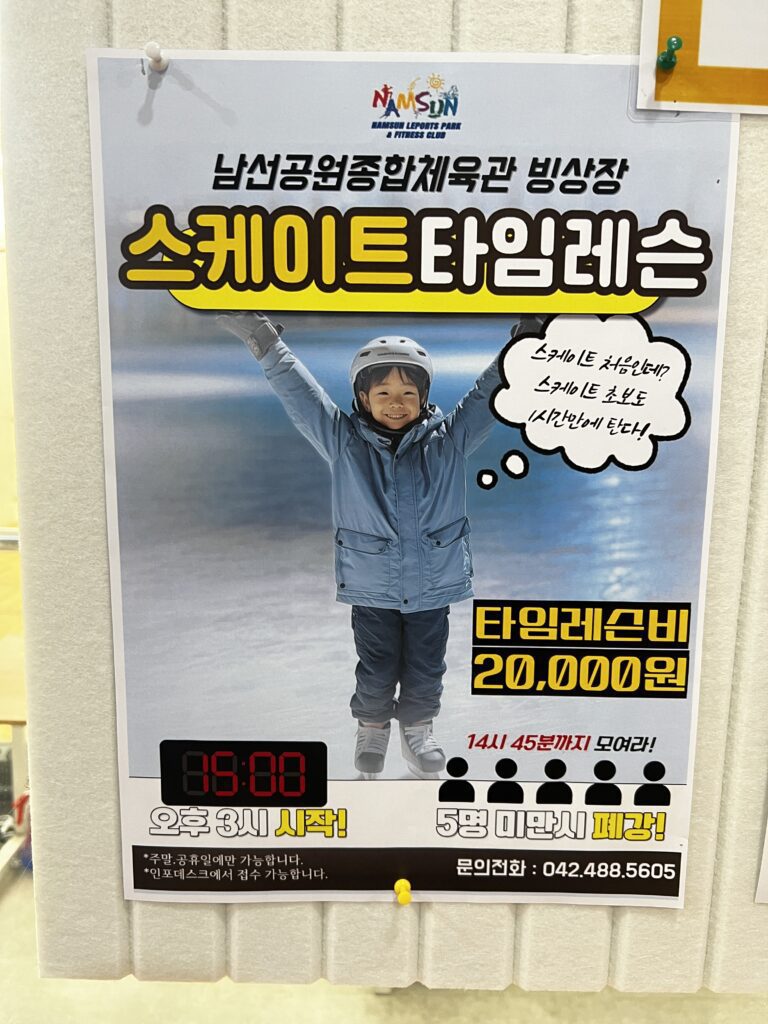 NAMSUN
NAMSUN LEPORTS PARK
& FITNESS CLUB
남선공원종합체육관 빙상장
스케이트타임레슨
스케이트 처음인데?
스케이트 초보도
1시간만에 탄다!
타임레슨비
20,000원
14시 45분까지 모여라!
15:00
오후 3시 시작!
5명 미만시 폐강!
*주말.공휴일에만 가능합니다.
*인포데스크에서 접수 가능합니다.
문의전화 : 042.488.5605